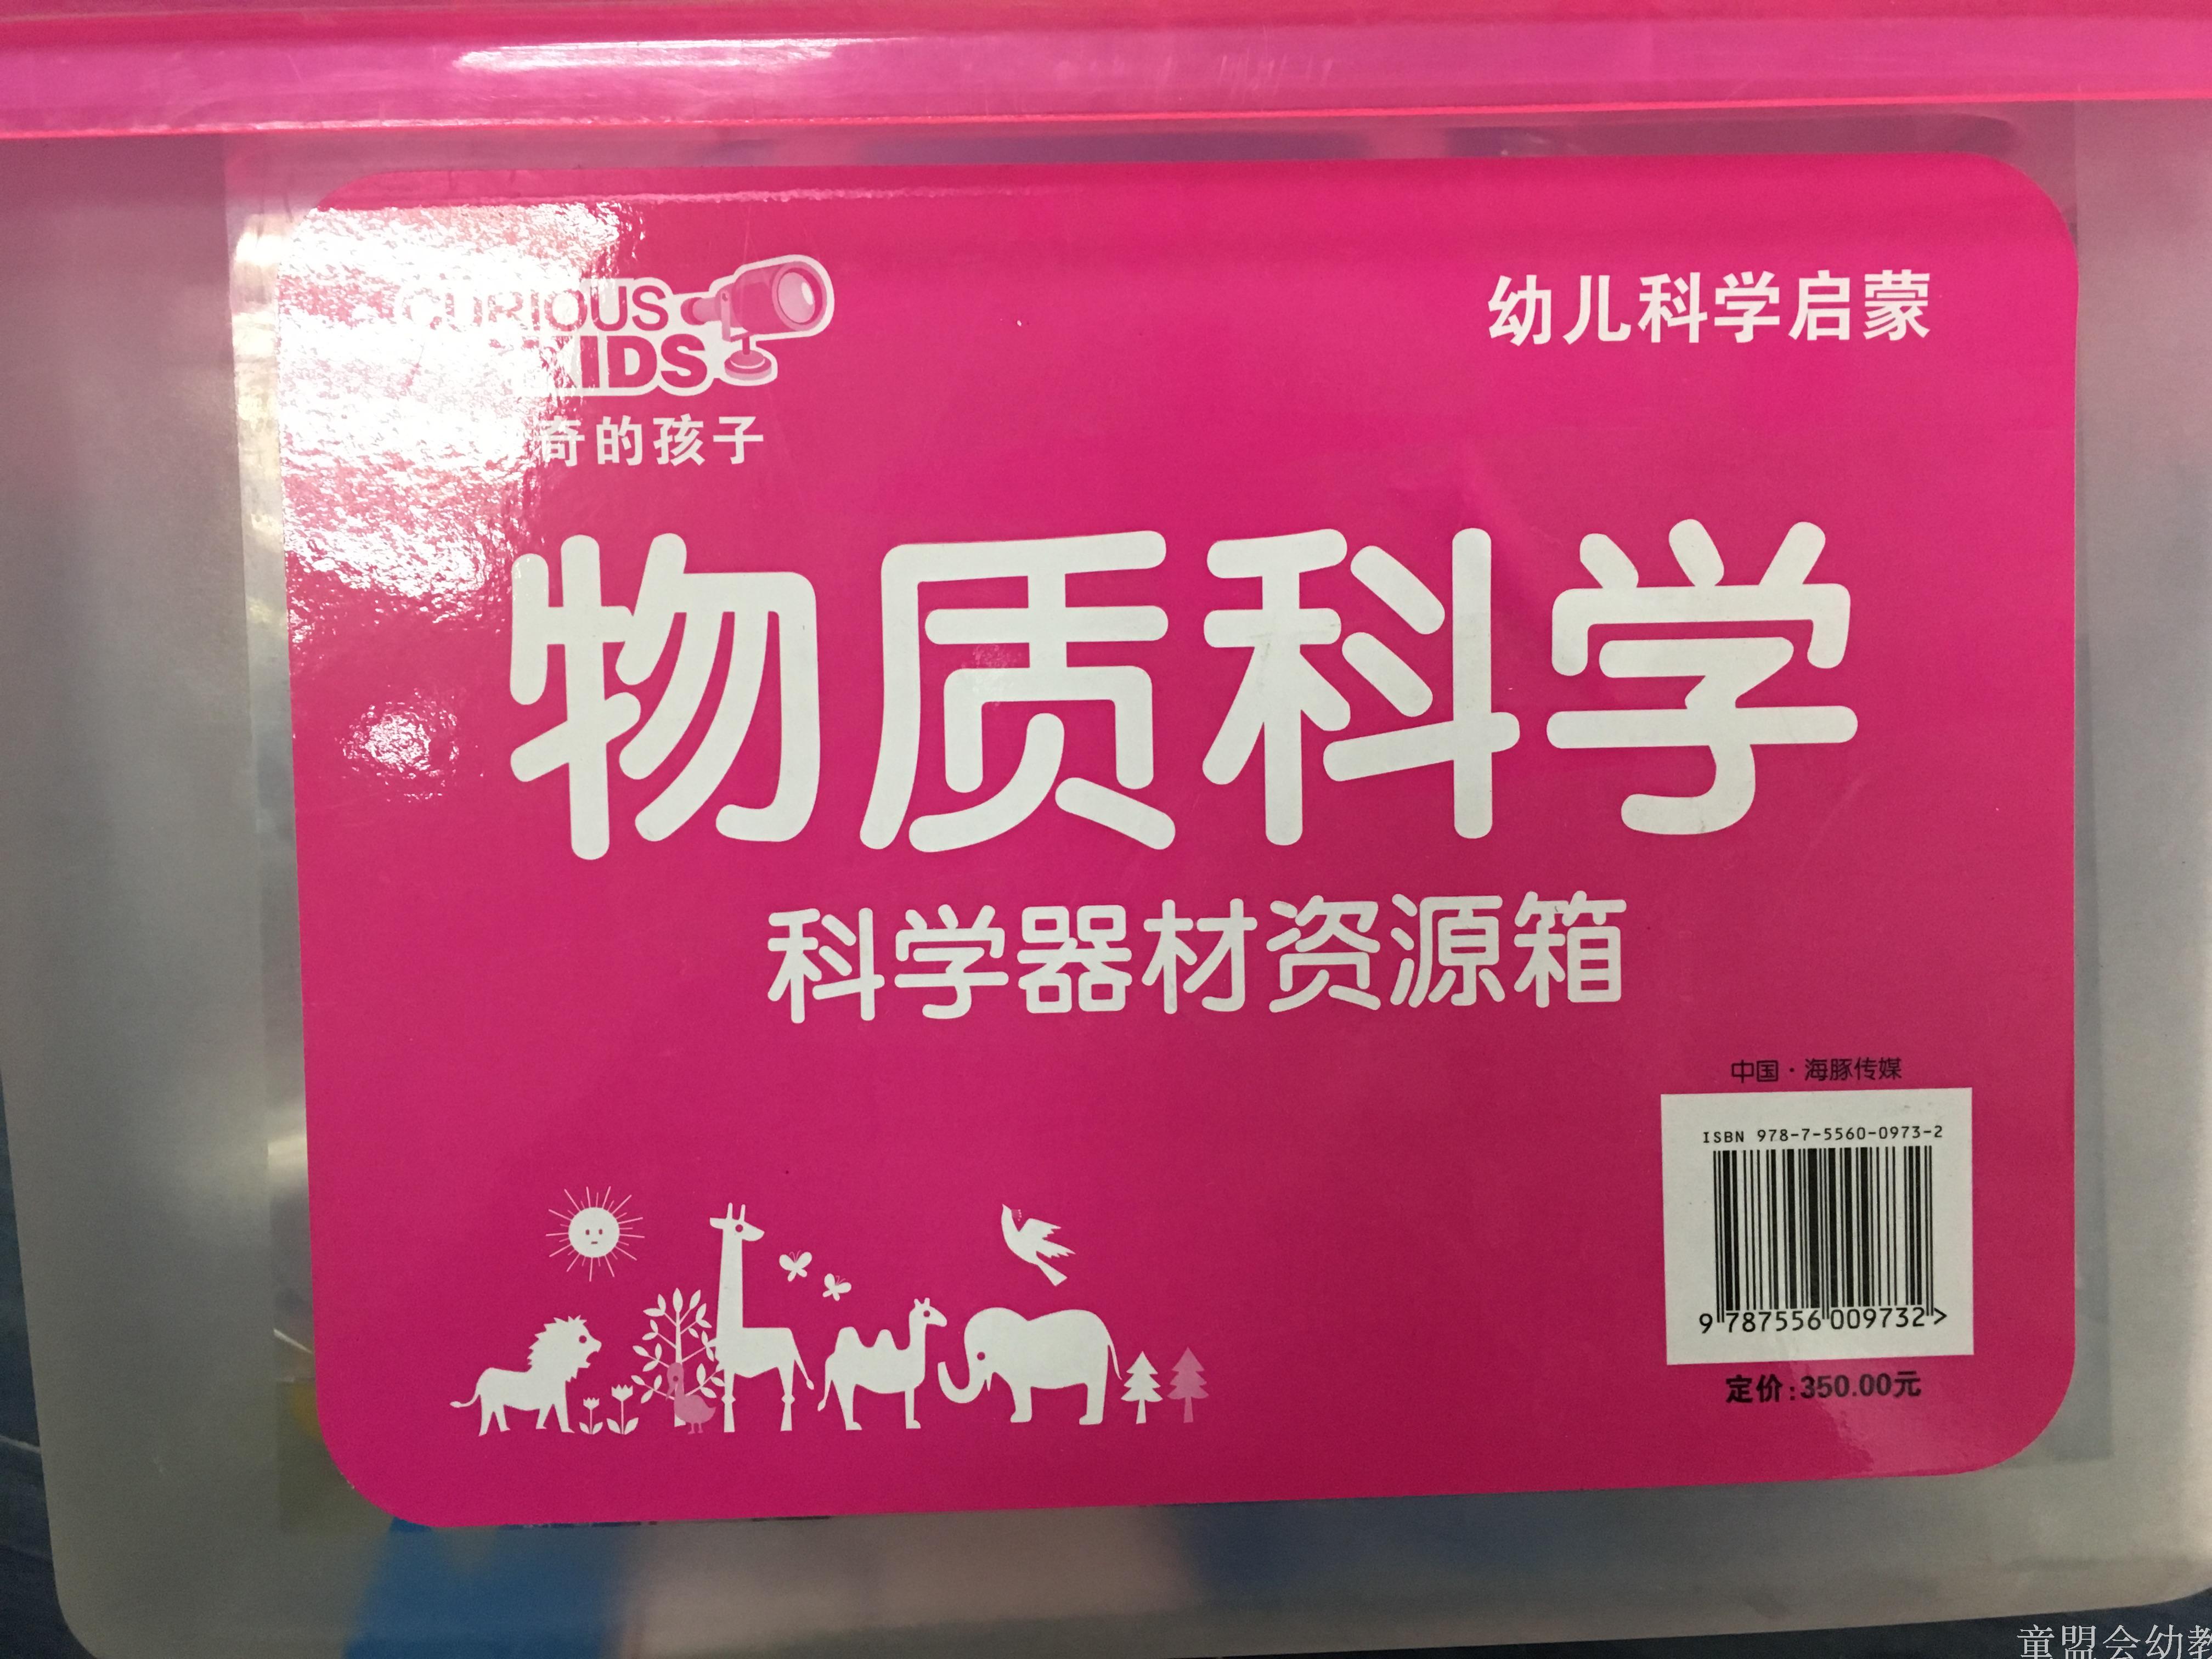 CURIOUS
KIDS
奇的孩子
幼儿科学启蒙
物质科学
科学器材资源箱
中国·海豚传媒
ISBN 978-7-5560-0973-2
9 787556 009732 >
定价:350.00元
童盟会幼教